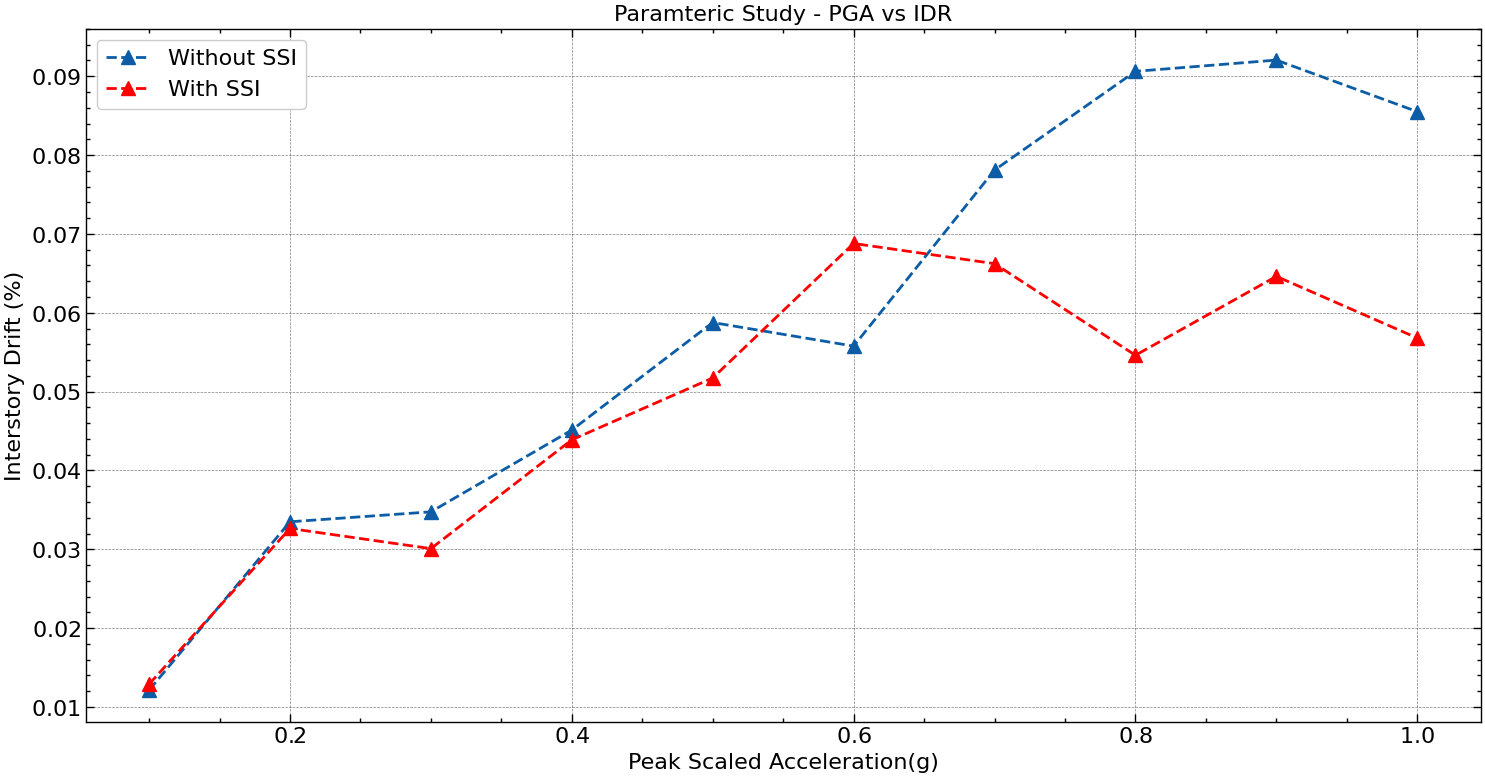 Paramteric Study - PGA vs IDR
Without SSI
With SSI
0.09
0.08
0.07
0.06
0.05
0.04
0.03
0.02
0.01
Interstory Drift (%)
0.2 0.4 0.6 0.8 1.0
Peak Scaled Acceleration(g)